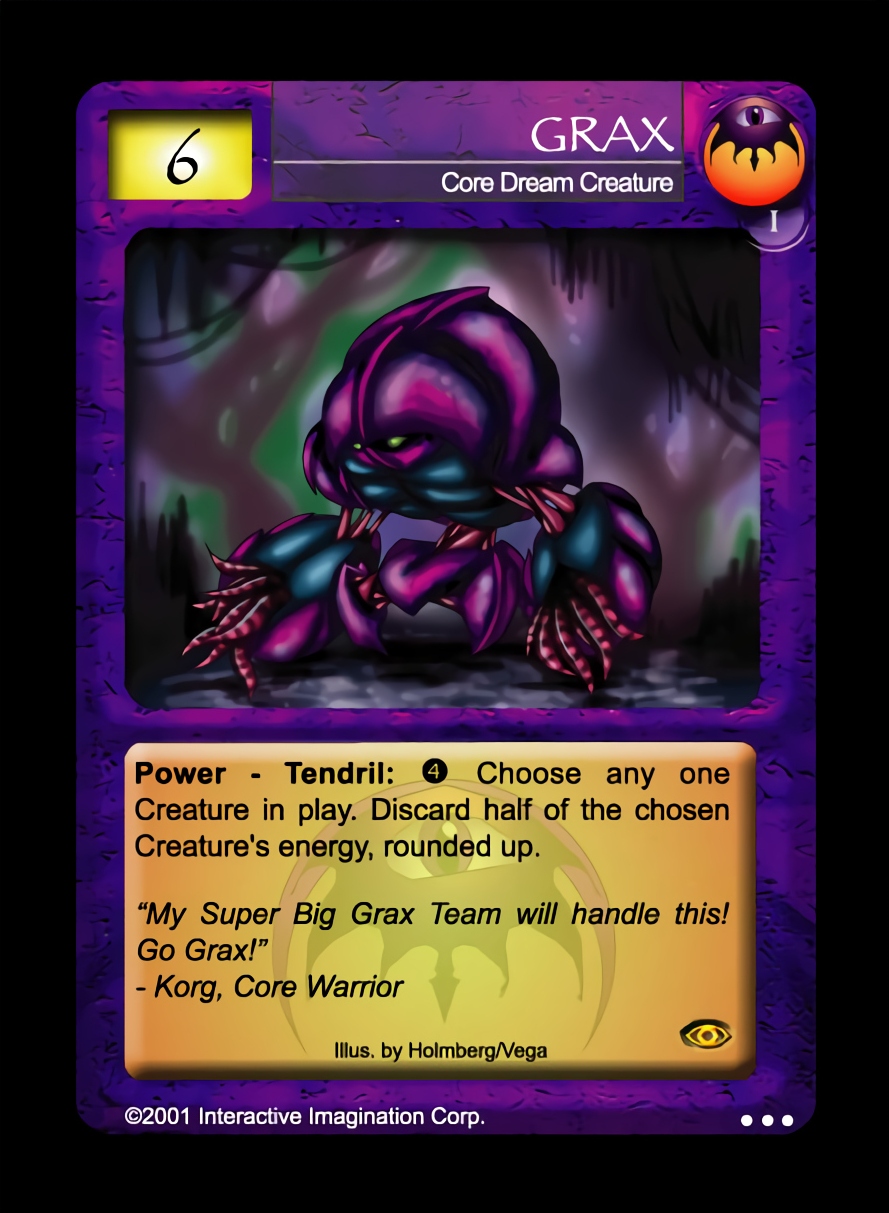 6
GRAX
Core Dream Creature
I
Power - Tendril: ❹ Choose any one
Creature in play. Discard half of the chosen
Creature's energy, rounded up.
“My Super Big Grax Team will handle this!
Go Grax!”
- Korg, Core Warrior
Illus. by Holmberg/Vega
©2001 Interactive Imagination Corp.